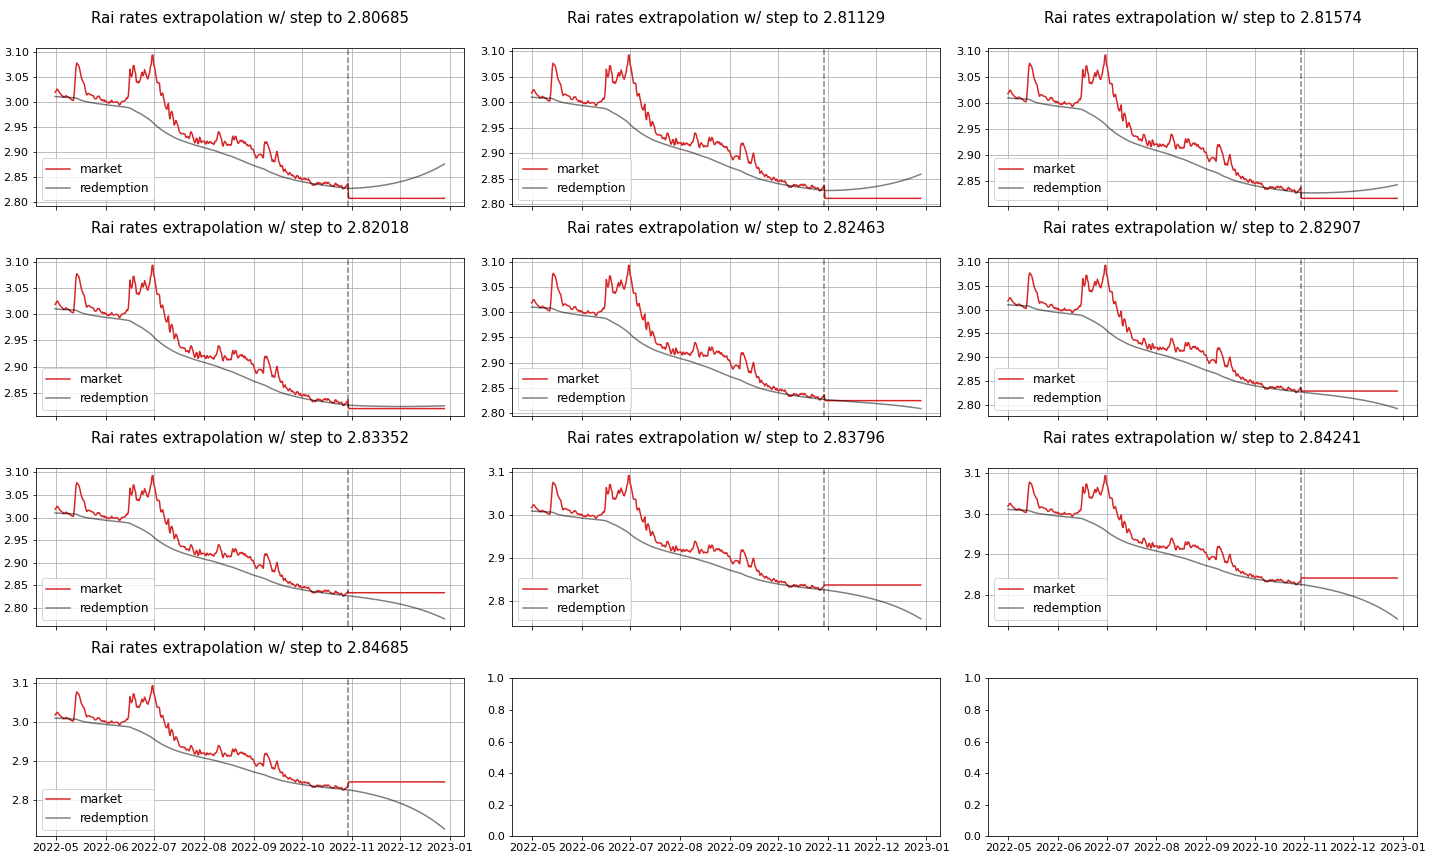 Rai rates extrapolation w/ step to 2.80685
3.10
3.05
3.00
2.95
2.90
2.85
2.80
market
redemption
Rai rates extrapolation w/ step to 2.81129
3.10
3.05
3.00
2.95
2.90
2.85
2.80
market
redemption
Rai rates extrapolation w/ step to 2.81574
3.10
3.05
3.00
2.95
2.90
2.85
market
redemption
Rai rates extrapolation w/ step to 2.82018
3.10
3.05
3.00
2.95
2.90
2.85
market
redemption
Rai rates extrapolation w/ step to 2.82463
3.10
3.05
3.00
2.95
2.90
2.85
2.80
market
redemption
Rai rates extrapolation w/ step to 2.82907
3.10
3.05
3.00
2.95
2.90
2.85
2.80
market
redemption
Rai rates extrapolation w/ step to 2.83352
3.10
3.05
3.00
2.95
2.90
2.85
2.80
market
redemption
Rai rates extrapolation w/ step to 2.83796
3.1
3.0
2.9
2.8
market
redemption
Rai rates extrapolation w/ step to 2.84241
3.1
3.0
2.9
2.8
market
redemption
Rai rates extrapolation w/ step to 2.84685
3.1
3.0
2.9
2.8
market
redemption
2022-05 2022-06 2022-07 2022-08 2022-09 2022-10 2022-11 2022-12 2023-01
1.0
0.8
0.6
0.4
0.2
0.0
2022-05 2022-06 2022-07 2022-08 2022-09 2022-10 2022-11 2022-12 2023-01
1.0
0.8
0.6
0.4
0.2
0.0
2022-05 2022-06 2022-07 2022-08 2022-09 2022-10 2022-11 2022-12 2023-01